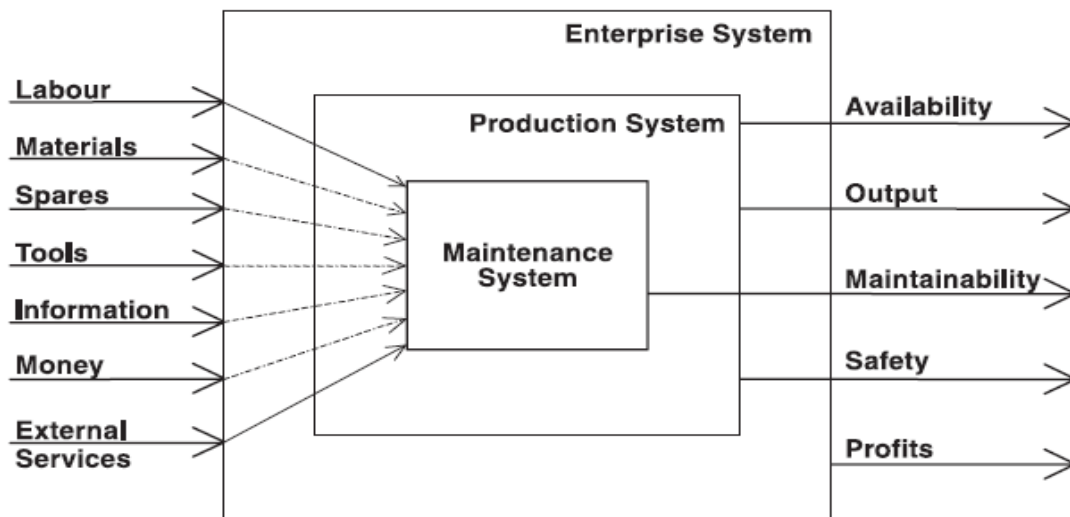 Enterprise System
Production System
Maintenance
System
Labour
Materials
Spares
Tools
Information
Money
External
Services
Availability
Output
Maintainability
Safety
Profits